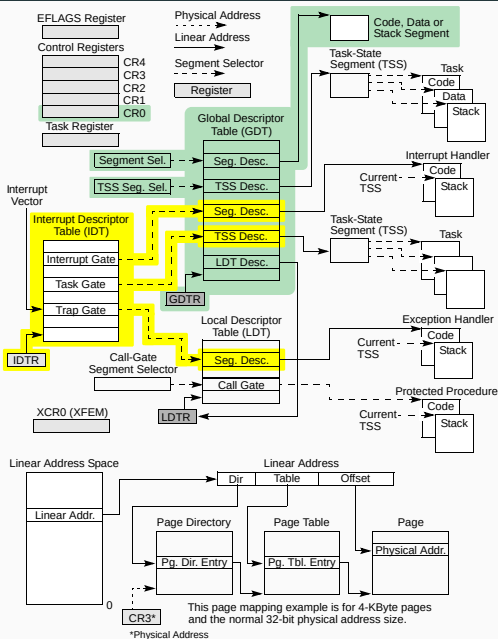 EFLAGS Register
Control Registers
CR4
CR3
CR2
CR1
CR0
Task Register
Physical Address
Linear Address
Segment Selector
Register
Code, Data or
Stack Segment
Task-State
Segment (TSS)
Task
Code
Data
Stack
Global Descriptor
Table (GDT)
Segment Sel.
Seg. Desc.
TSS Seg. Sel.
TSS Desc.
Seg. Desc.
TSS Desc.
LDT Desc.
GDTR
Interrupt Handler
Code
Current
TSS
Stack
Interrupt
Vector
Interrupt Descriptor
Table (IDT)
Interrupt Gate
Task Gate
Trap Gate
IDTR
Task-State
Segment (TSS)
Task
Local Descriptor
Table (LDT)
Seg. Desc.
Call Gate
LDTR
Call-Gate
Segment Selector
XCR0 (XFEM)
Exception Handler
Code
Current
TSS
Stack
Protected Procedure
Code
Current
TSS
Stack
Linear Address Space
Linear Addr.
0
Linear Address
Dir
Table
Offset
Page Directory
Pg. Dir. Entry
Page Table
Pg. Tbl. Entry
Page
Physical Addr.
CR3*
*Physical Address
This page mapping example is for 4-KByte pages
and the normal 32-bit physical address size.